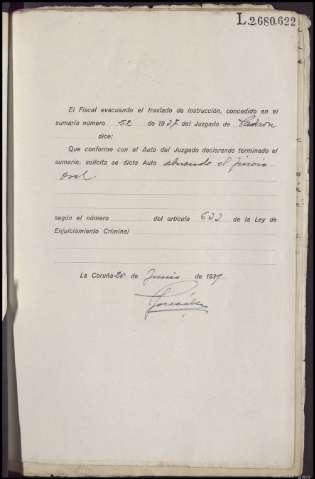 L.2.680.622
El Fiscal evacuando el traslado de instrucción, concedido en el
sumario número 52 de 1937 del Juzgado de Padrón
dice:
Que conforme con el Auto del Juzgado declarando terminado el
sumario, solicita se dicte Auto abriendo el juicio
oral
según el número del artículo 622 de la Ley de
Enjuiciamiento Criminal
La Coruña 20 de Junio de 1937